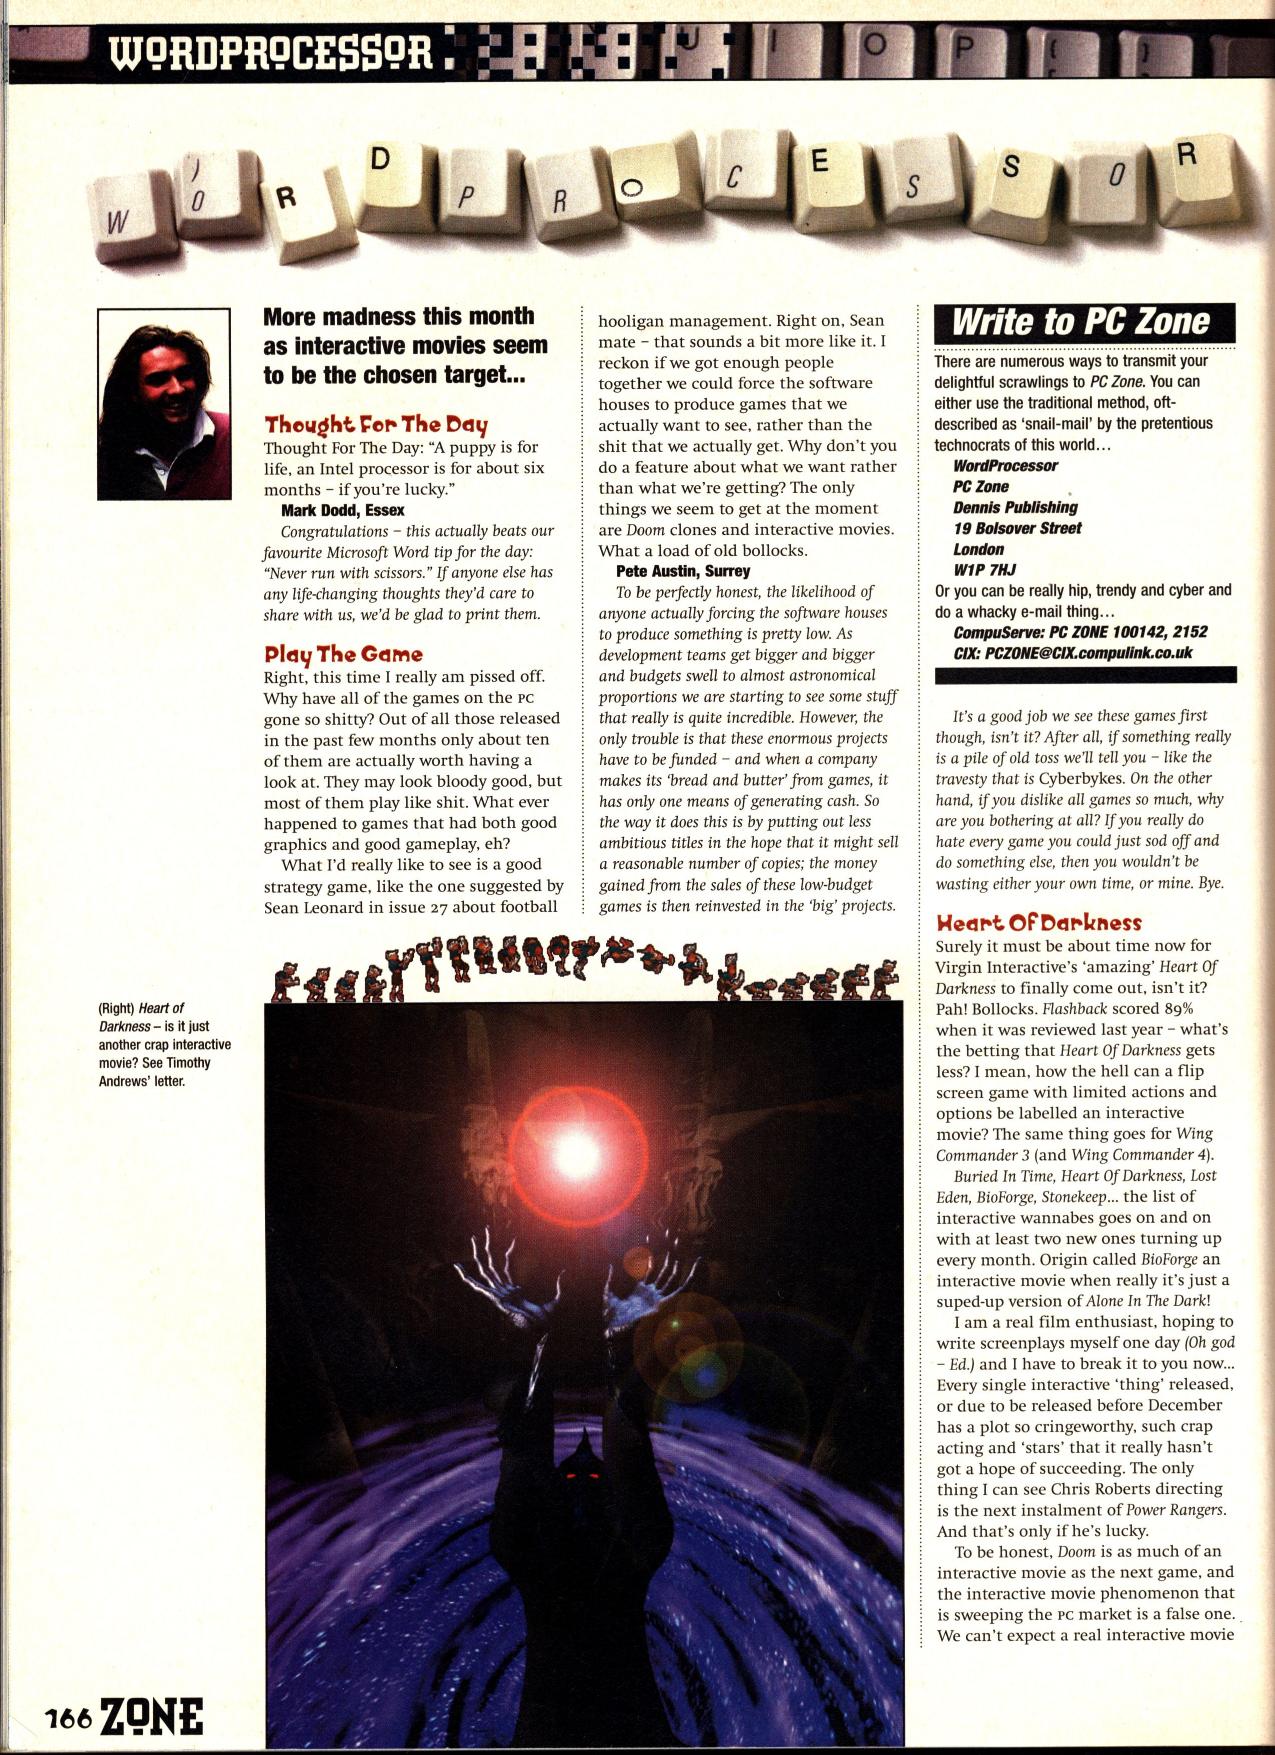 WORDPROCESSOR
U I O P { }
W ) 0 R D P R O C E S S O R
More madness this month
as interactive movies seem
to be the chosen target...
Thought For The Day
Thought For The Day: “A puppy is for
life, an Intel processor is for about six
months – if you're lucky.”
Mark Dodd, Essex
Congratulations – this actually beats our
favourite Microsoft Word tip for the day:
“Never run with scissors.” If anyone else has
any life-changing thoughts they'd care to
share with us, we'd be glad to print them.
Play The Game
Right, this time I really am pissed off.
Why have all of the games on the PC
gone so shitty? Out of all those released
in the past few months only about ten
of them are actually worth having a
look at. They may look bloody good, but
most of them play like shit. What ever
happened to games that had both good
graphics and good gameplay, eh?
What I'd really like to see is a good
strategy game, like the one suggested by
Sean Leonard in issue 27 about football
hooligan management. Right on, Sean
mate – that sounds a bit more like it. I
reckon if we got enough people
together we could force the software
houses to produce games that we
actually want to see, rather than the
shit that we actually get. Why don't you
do a feature about what we want rather
than what we're getting? The only
things we seem to get at the moment
are Doom clones and interactive movies.
What a load of old bollocks.
Pete Austin, Surrey
To be perfectly honest, the likelihood of
anyone actually forcing the software houses
to produce something is pretty low. As
development teams get bigger and bigger
and budgets swell to almost astronomical
proportions we are starting to see some stuff
that really is quite incredible. However, the
only trouble is that these enormous projects
have to be funded – and when a company
makes its ‘bread and butter’ from games, it
has only one means of generating cash. So
the way it does this is by putting out less
ambitious titles in the hope that it might sell
a reasonable number of copies; the money
gained from the sales of these low-budget
games is then reinvested in the ‘big’ projects.
Write to PC Zone
There are numerous ways to transmit your
delightful scrawlings to PC Zone. You can
either use the traditional method, oft-
described as ‘snail-mail’ by the pretentious
technocrats of this world...
WordProcessor
PC Zone
Dennis Publishing
19 Bolsover Street
London
W1P 7HJ
Or you can be really hip, trendy and cyber and
do a whacky e-mail thing...
CompuServe: PC ZONE 100142, 2152
CIX: PCZONE@CIX.compulink.co.uk
It's a good job we see these games first
though, isn't it? After all, if something really
is a pile of old toss we'll tell you – like the
travesty that is Cyberbykes. On the other
hand, if you dislike all games so much, why
are you bothering at all? If you really do
hate every game you could just sod off and
do something else, then you wouldn't be
wasting either your own time, or mine. Bye.
Heart Of Darkness
Surely it must be about time now for
Virgin Interactive's ‘amazing’ Heart Of
Darkness to finally come out, isn't it?
Pah! Bollocks. Flashback scored 89%
when it was reviewed last year – what's
the betting that Heart Of Darkness gets
less? I mean, how the hell can a flip
screen game with limited actions and
options be labelled an interactive
movie? The same thing goes for Wing
Commander 3 (and Wing Commander 4).
Buried In Time, Heart Of Darkness, Lost
Eden, BioForge, Stonekeep... the list of
interactive wannabes goes on and on
with at least two new ones turning up
every month. Origin called BioForge an
interactive movie when really it's just a
suped-up version of Alone In The Dark!
I am a real film enthusiast, hoping to
write screenplays myself one day (Oh god
– Ed.) and I have to break it to you now...
Every single interactive ‘thing’ released,
or due to be released before December
has a plot so cringeworthy, such crap
acting and ‘stars’ that it really hasn't
got a hope of succeeding. The only
thing I can see Chris Roberts directing
is the next instalment of Power Rangers.
And that's only if he's lucky.
To be honest, Doom is as much of an
interactive movie as the next game, and
the interactive movie phenomenon that
is sweeping the PC market is a false one.
We can't expect a real interactive movie
(Right) Heart of
Darkness – is it just
another crap interactive
movie? See Timothy
Andrews' letter.
166 ZONE